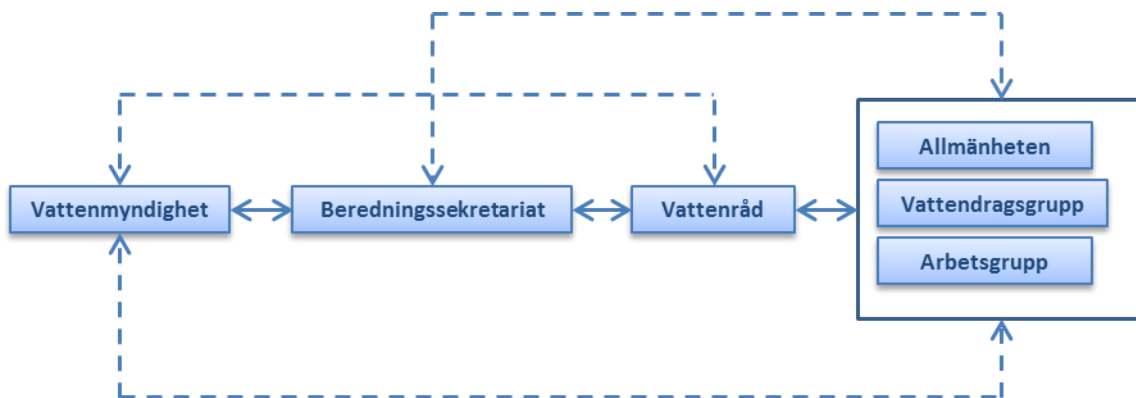 Allmänheten
Vattenmyndighet
Beredningssekretariat
Vattenråd
Vattendragsgrupp
Arbetsgrupp